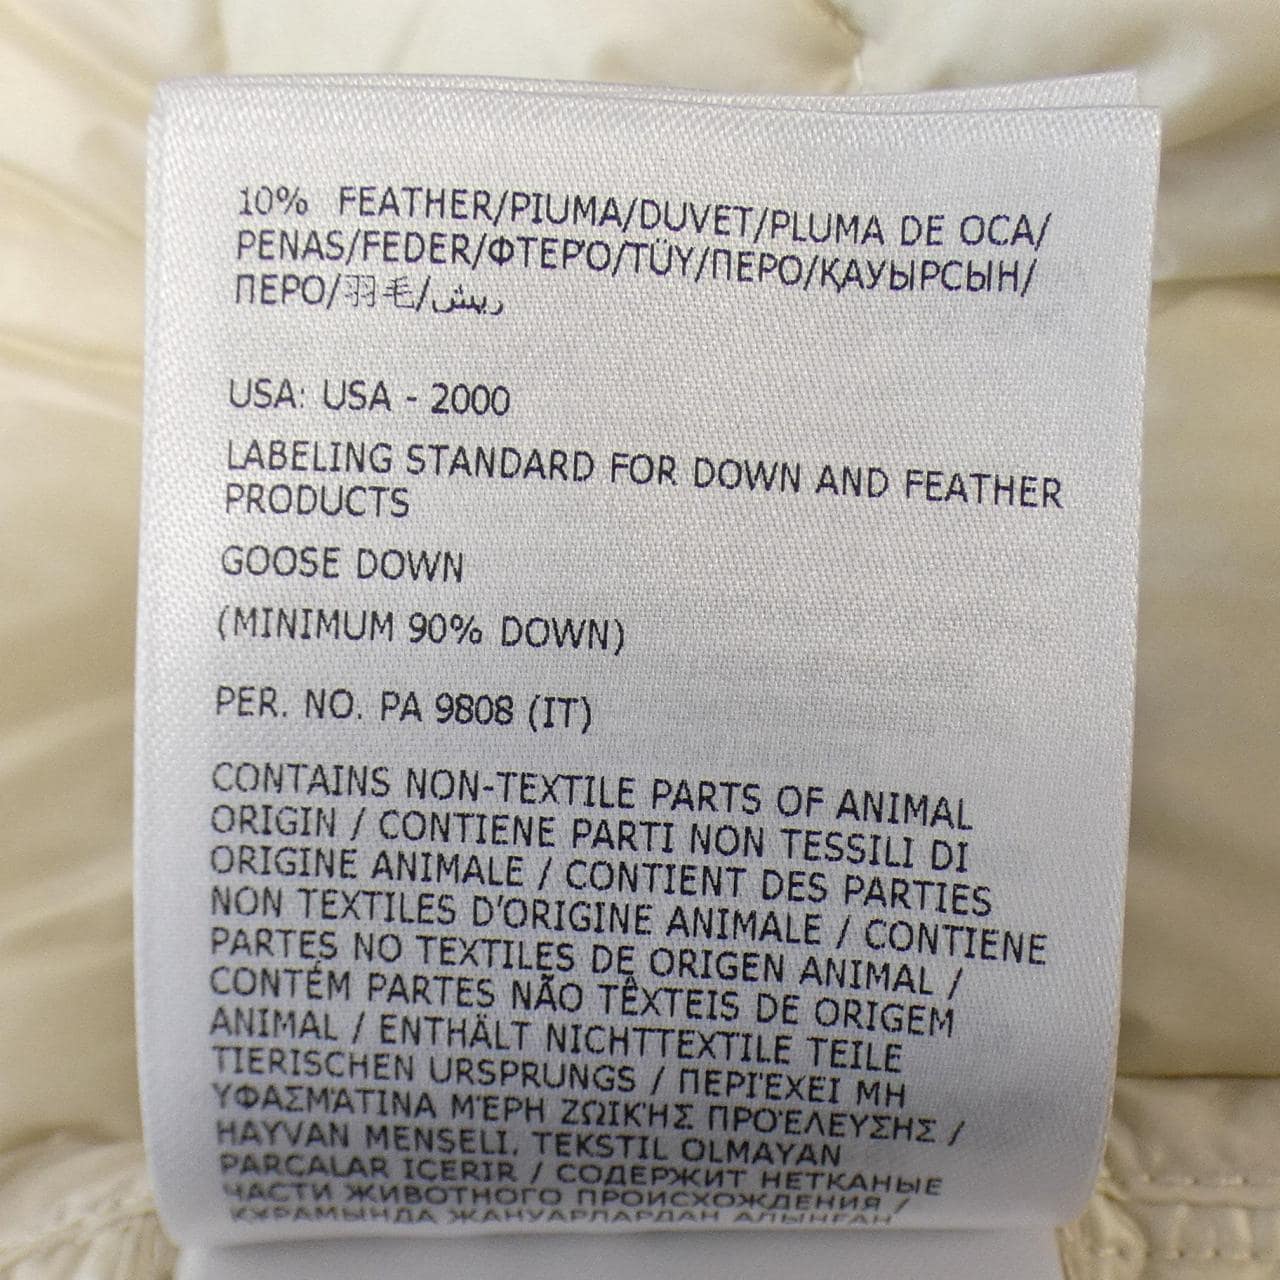 10% FEATHER/PIUMA/DUVET/PLUMA DE OCA/
PENAS/FEDER/ΦΤΕΡΌ/TÜY/ПЕРО/ҚАУЫРСЫН/
ПЕРО/羽毛/ريش
USA: USA - 2000
LABELING STANDARD FOR DOWN AND FEATHER
PRODUCTS
GOOSE DOWN
(MINIMUM 90% DOWN)
PER. NO. PA 9808 (IT)
CONTAINS NON-TEXTILE PARTS OF ANIMAL
ORIGIN / CONTIENE PARTI NON TESSILI DI
ORIGINE ANIMALE / CONTIENT DES PARTIES
NON TEXTILES D'ORIGINE ANIMALE / CONTIENE
PARTES NO TEXTILES DE ORIGEN ANIMAL /
CONTÉM PARTES NÃO TÊXTEIS DE ORIGEM
ANIMAL / ENTHÄLT NICHTTEXTILE TEILE
TIERISCHEN URSPRUNGS / ΠΕΡΙΈΧΕΙ ΜΗ
ΥΦΑΣΜΆΤΙΝΑ ΜΈΡΗ ΖΩΙΚΉΣ ΠΡΟΈΛΕΥΣΗΣ /
HAYVAN MENSELI, TEKSTIL OLMAYAN
PARCALAR ICERIR / СОДЕРЖИТ НЕТКАНЫЕ
ЧАСТИ ЖИВОТНОГО ПРОИСХОЖДЕНИЯ /
ҚҰРАМЫНДА ЖАНУАРЛАРДАН АЛЫНҒАН